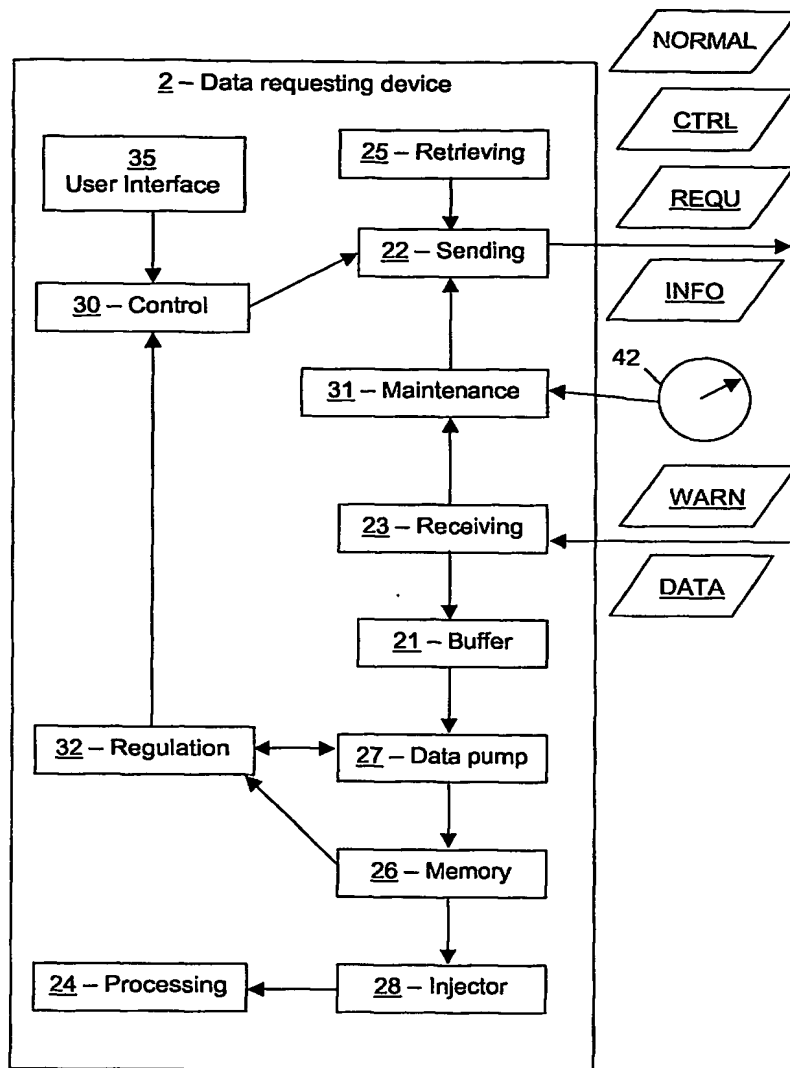 NORMAL
2 – Data requesting device
CTRL
35
User Interface
25 – Retrieving
REQU
22 – Sending
30 – Control
INFO
42
31 – Maintenance
WARN
23 – Receiving
DATA
21 – Buffer
32 – Regulation
27 – Data pump
26 – Memory
24 – Processing
28 – Injector